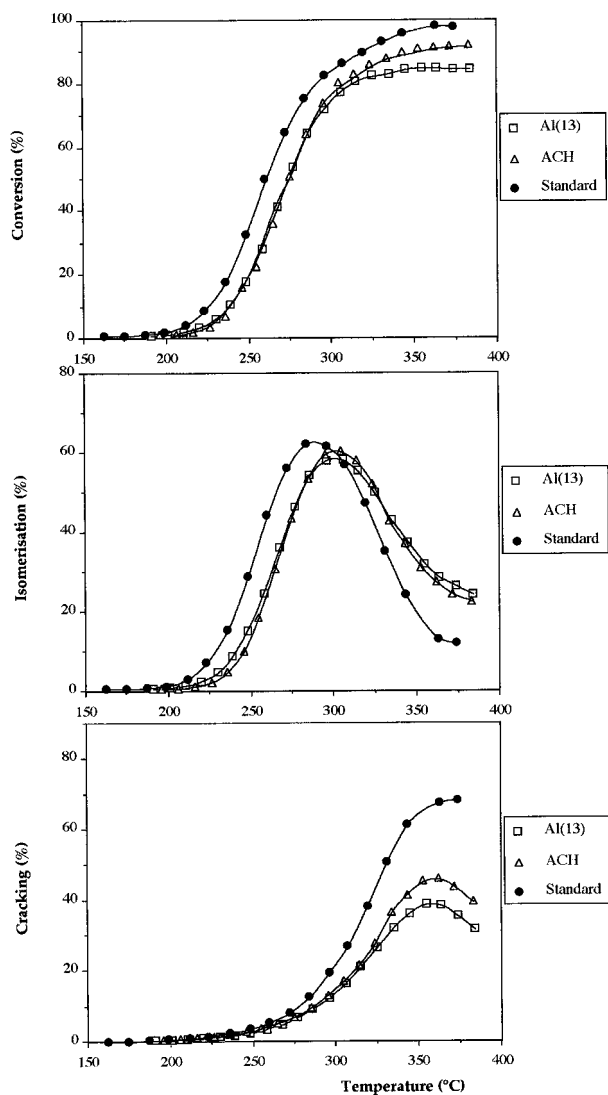 100
80
60
40
20
0
Conversion (%)
150 200 250 300 350 400
Al(13)
ACH
Standard
80
60
40
20
0
Isomerisation (%)
150 200 250 300 350 400
Al(13)
ACH
Standard
80
60
40
20
0
Cracking (%)
150 200 250 300 350 400
Al(13)
ACH
Standard
Temperature (°C)